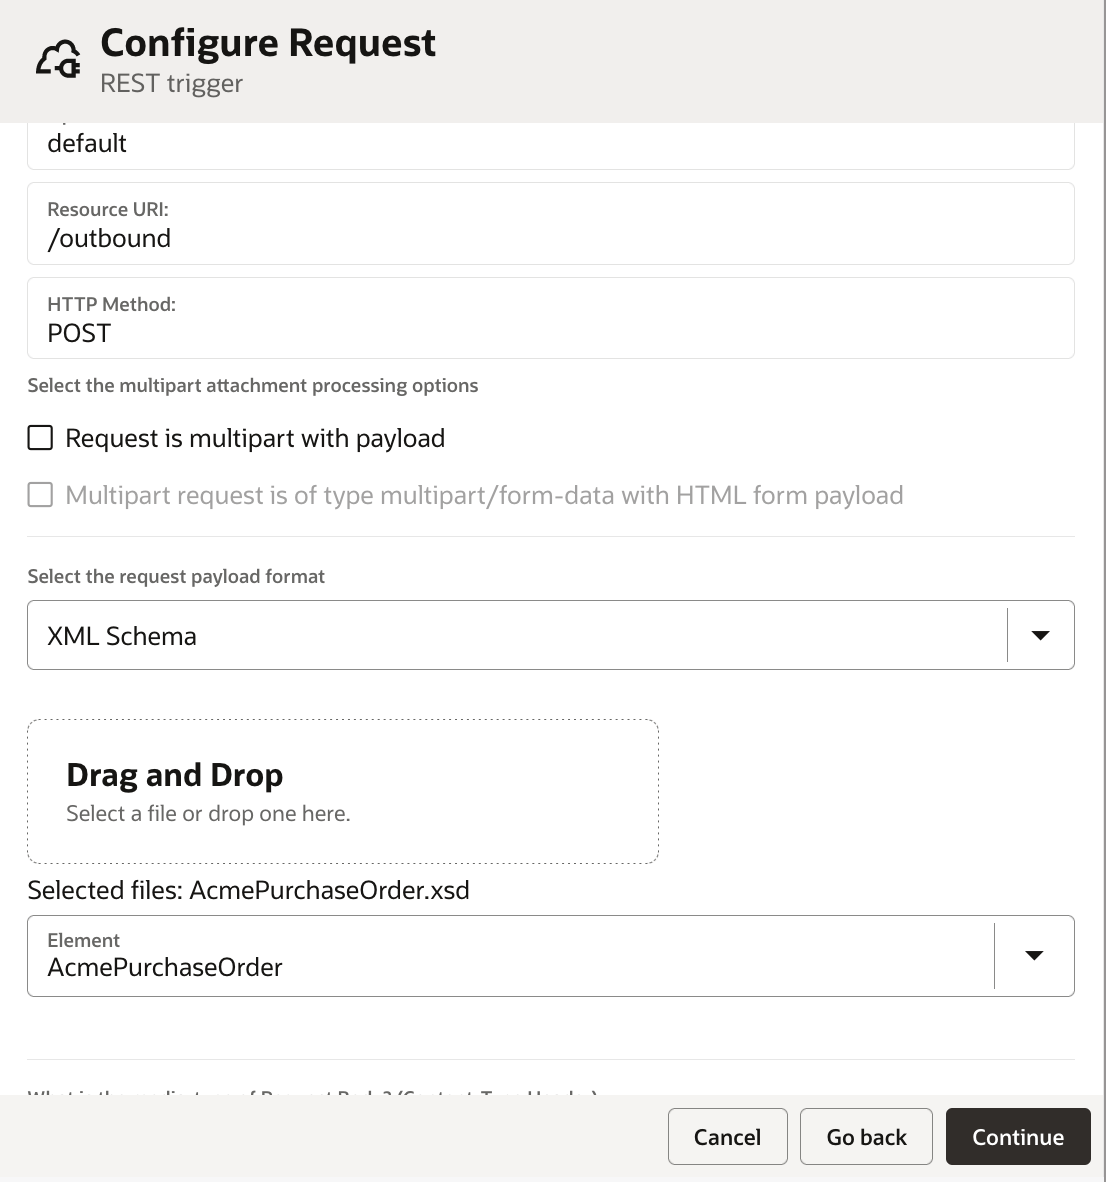 Configure Request
REST trigger
default
Resource URI:
/outbound
HTTP Method:
POST
Select the multipart attachment processing options
Request is multipart with payload
Multipart request is of type multipart/form-data with HTML form payload
Select the request payload format
XML Schema
Drag and Drop
Select a file or drop one here.
Selected files: AcmePurchaseOrder.xsd
Element
AcmePurchaseOrder
Cancel
Go back
Continue